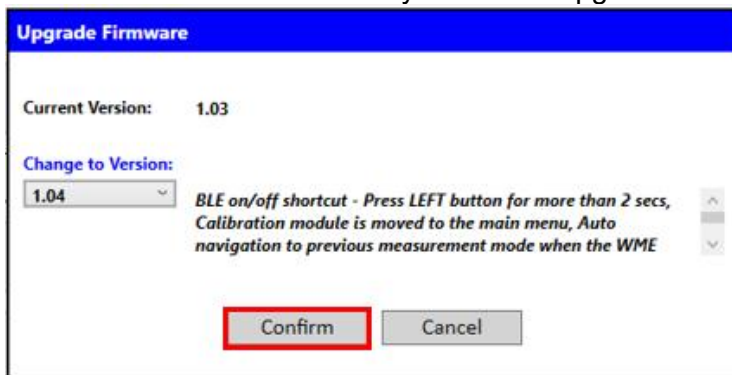 Upgrade Firmware
Current Version: 1.03
Change to Version:
1.04
BLE on/off shortcut - Press LEFT button for more than 2 secs,
Calibration module is moved to the main menu, Auto
navigation to previous measurement mode when the WME
Confirm Cancel